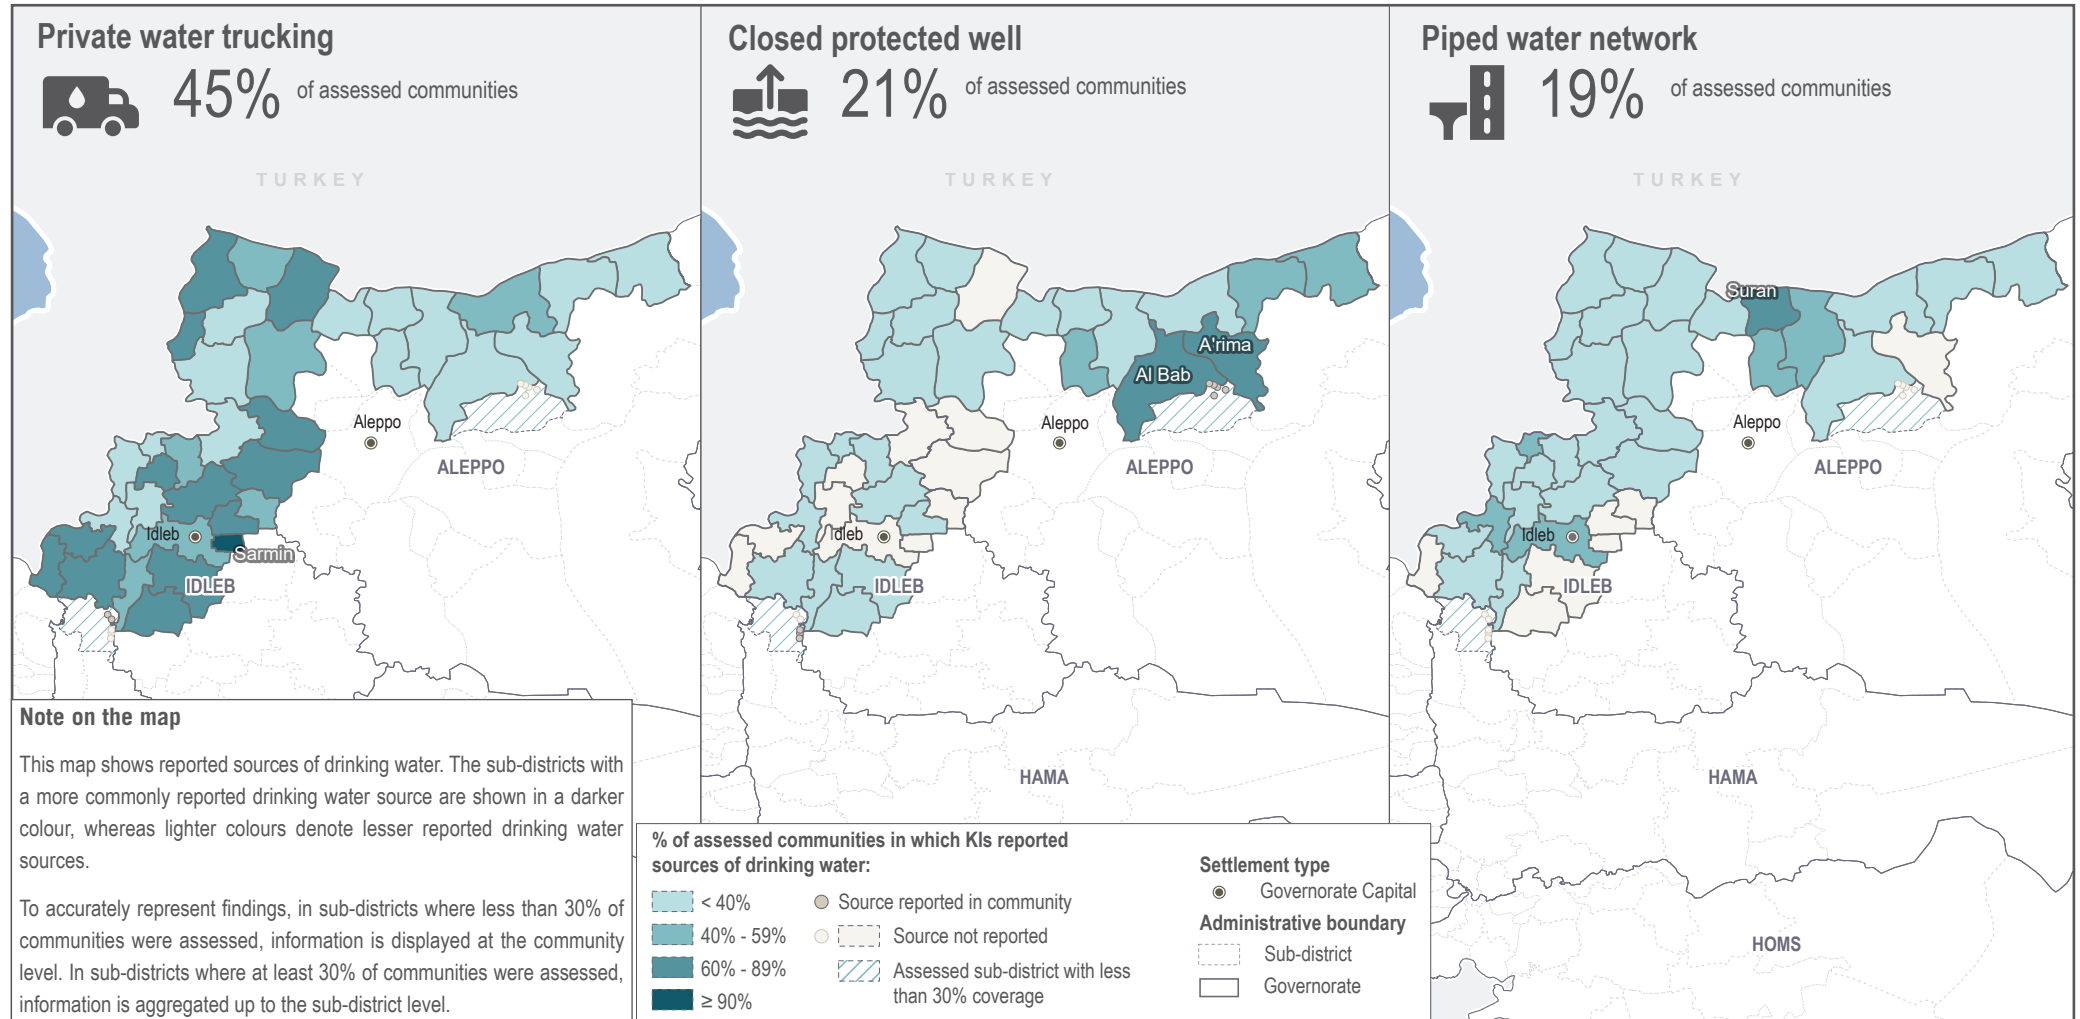 Private water trucking
45% of assessed communities
TURKEY
Aleppo
ALEPPO
Idleb
Sarmin
IDLEB
Closed protected well
21% of assessed communities
TURKEY
A'rima
Al Bab
Aleppo
ALEPPO
Idleb
IDLEB
HAMA
Piped water network
19% of assessed communities
TURKEY
Suran
Aleppo
ALEPPO
Idleb
IDLEB
HAMA
HOMS
Note on the map
This map shows reported sources of drinking water. The sub-districts with
a more commonly reported drinking water source are shown in a darker
colour, whereas lighter colours denote lesser reported drinking water
sources.
To accurately represent findings, in sub-districts where less than 30% of
communities were assessed, information is displayed at the community
level. In sub-districts where at least 30% of communities were assessed,
information is aggregated up to the sub-district level.
% of assessed communities in which KIs reported
sources of drinking water:
< 40%
40% - 59%
60% - 89%
≥ 90%
Source reported in community
Source not reported
Assessed sub-district with less
than 30% coverage
Settlement type
Governorate Capital
Administrative boundary
Sub-district
Governorate